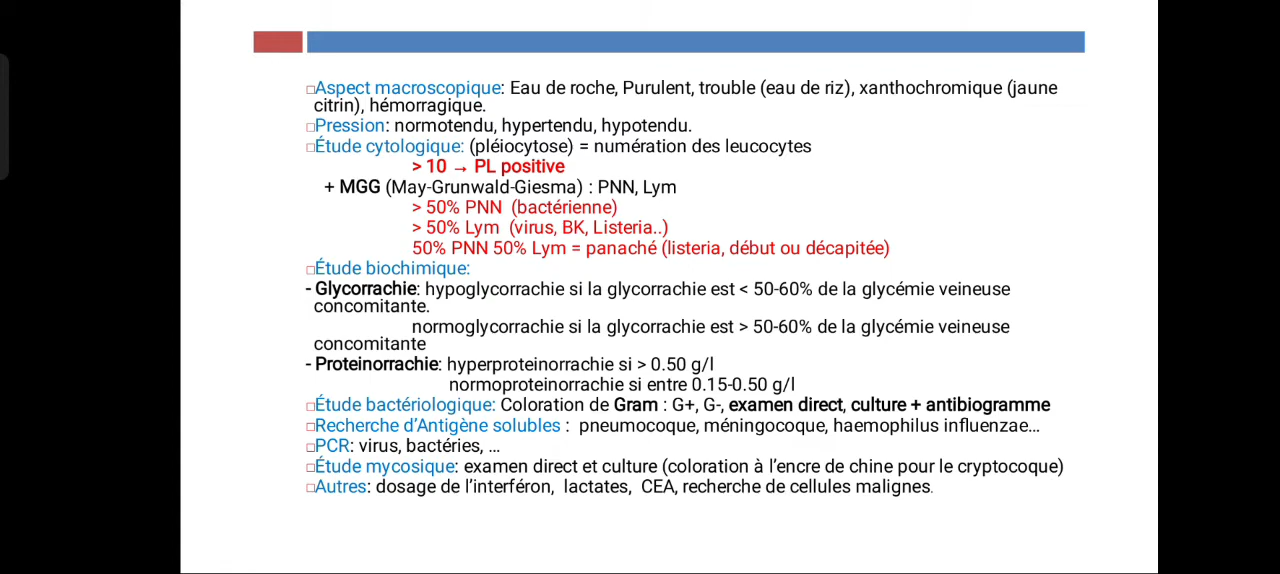 □Aspect macroscopique: Eau de roche, Purulent, trouble (eau de riz), xanthochromique (jaune
citrin), hémorragique.
□Pression: normotendu, hypertendu, hypotendu.
□Étude cytologique: (pléiocytose) = numération des leucocytes
> 10 → PL positive
+ MGG (May-Grunwald-Giesma) : PNN, Lym
> 50% PNN (bactérienne)
> 50% Lym (virus, BK, Listeria..)
50% PNN 50% Lym = panaché (listeria, début ou décapitée)
□Étude biochimique:
- Glycorrachie: hypoglycorrachie si la glycorrachie est < 50-60% de la glycémie veineuse
concomitante.
normoglycorrachie si la glycorrachie est > 50-60% de la glycémie veineuse
concomitante
- Proteinorrachie: hyperproteinorrachie si > 0.50 g/l
normoproteinorrachie si entre 0.15-0.50 g/l
□Étude bactériologique: Coloration de Gram : G+, G-, examen direct, culture + antibiogramme
□Recherche d’Antigène solubles : pneumocoque, méningocoque, haemophilus influenzae…
□PCR: virus, bactéries, …
□Étude mycosique: examen direct et culture (coloration à l’encre de chine pour le cryptocoque)
□Autres: dosage de l’interféron, lactates, CEA, recherche de cellules malignes.